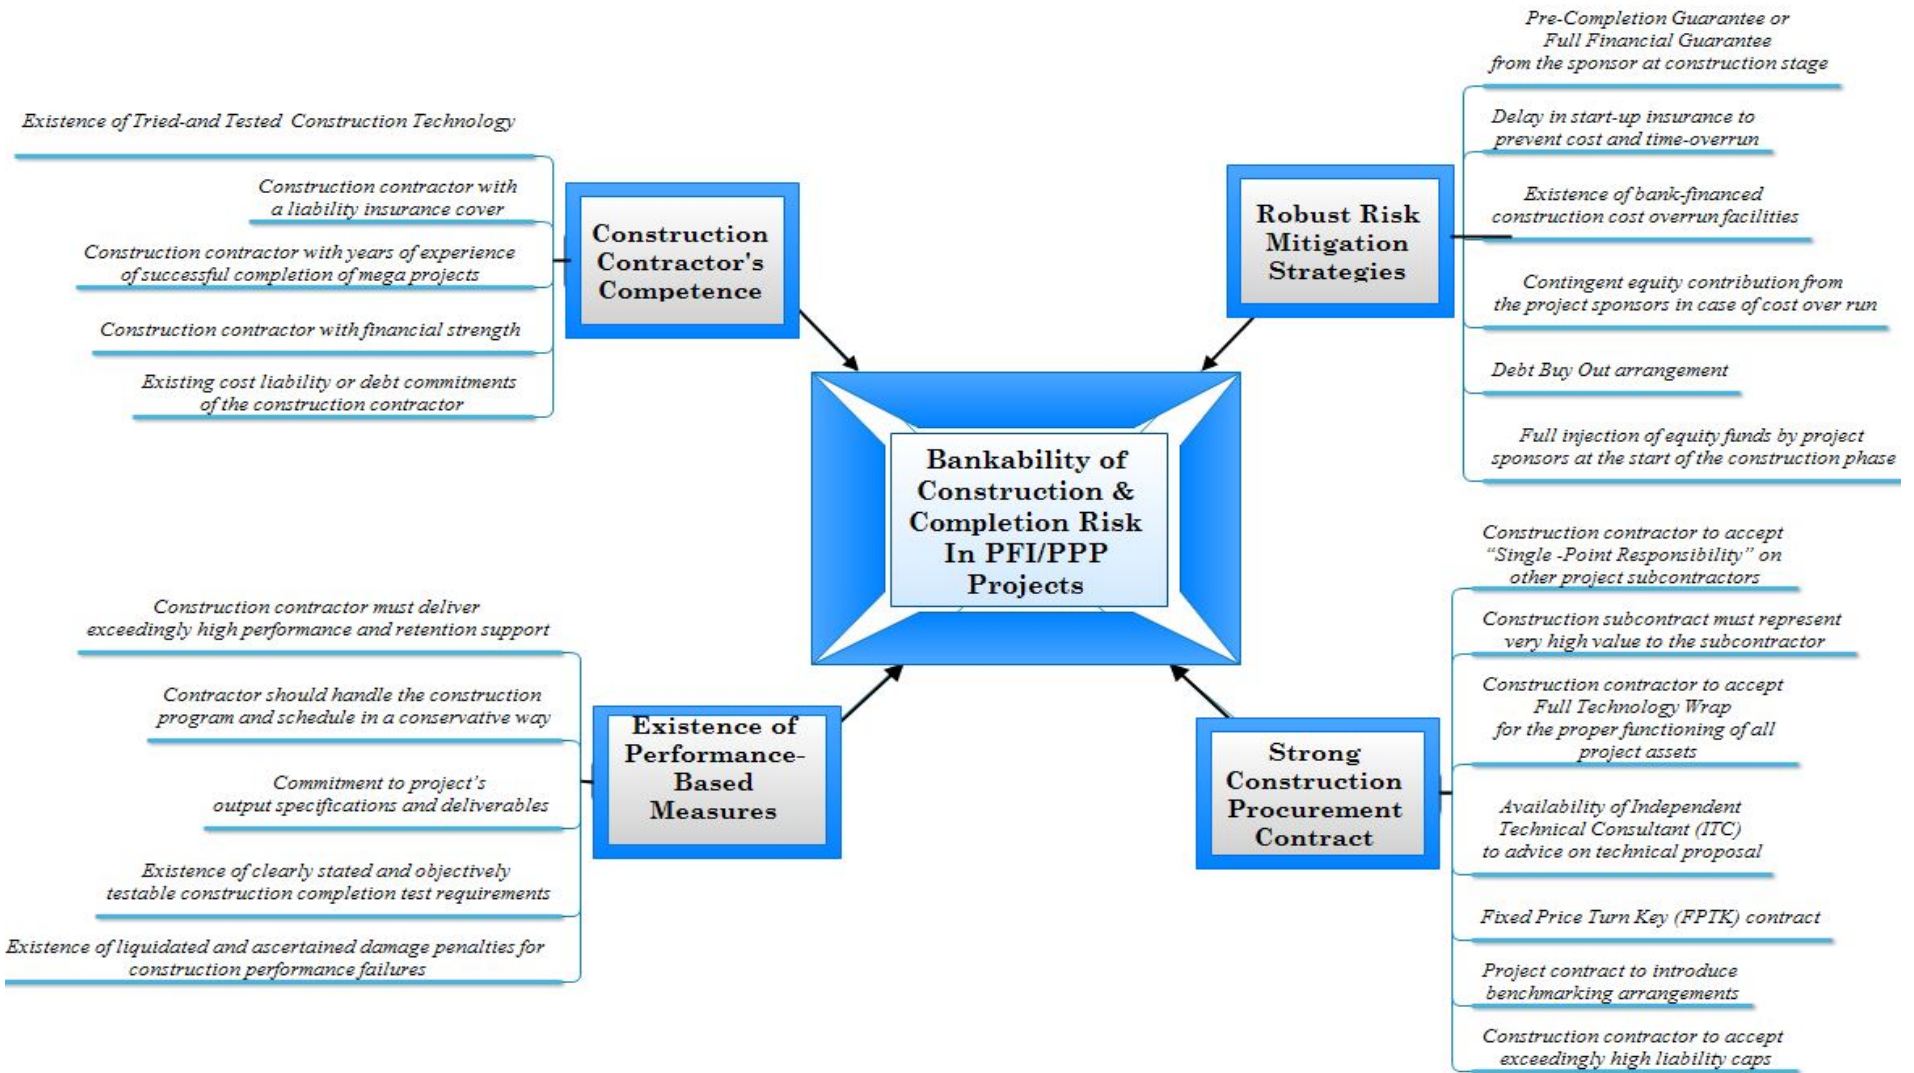 Existence of Tried-and Tested Construction Technology
Construction contractor with
a liability insurance cover
Construction contractor with years of experience
of successful completion of mega projects
Construction contractor with financial strength
Existing cost liability or debt commitments
of the construction contractor
Construction
Contractor's
Competence
Pre-Completion Guarantee or
Full Financial Guarantee
from the sponsor at construction stage
Delay in start-up insurance to
prevent cost and time-overrun
Existence of bank-financed
construction cost overrun facilities
Contingent equity contribution from
the project sponsors in case of cost over run
Debt Buy Out arrangement
Full injection of equity funds by project
sponsors at the start of the construction phase
Robust Risk
Mitigation
Strategies
Bankability of
Construction &
Completion Risk
In PFI/PPP
Projects
Construction contractor must deliver
exceedingly high performance and retention support
Contractor should handle the construction
program and schedule in a conservative way
Commitment to project’s
output specifications and deliverables
Existence of clearly stated and objectively
testable construction completion test requirements
Existence of liquidated and ascertained damage penalties for
construction performance failures
Existence of
Performance-
Based
Measures
Strong
Construction
Procurement
Contract
Construction contractor to accept
“Single -Point Responsibility” on
other project subcontractors
Construction subcontract must represent
very high value to the subcontractor
Construction contractor to accept
Full Technology Wrap
for the proper functioning of all
project assets
Availability of Independent
Technical Consultant (ITC)
to advice on technical proposal
Fixed Price Turn Key (FPTK) contract
Project contract to introduce
benchmarking arrangements
Construction contractor to accept
exceedingly high liability caps